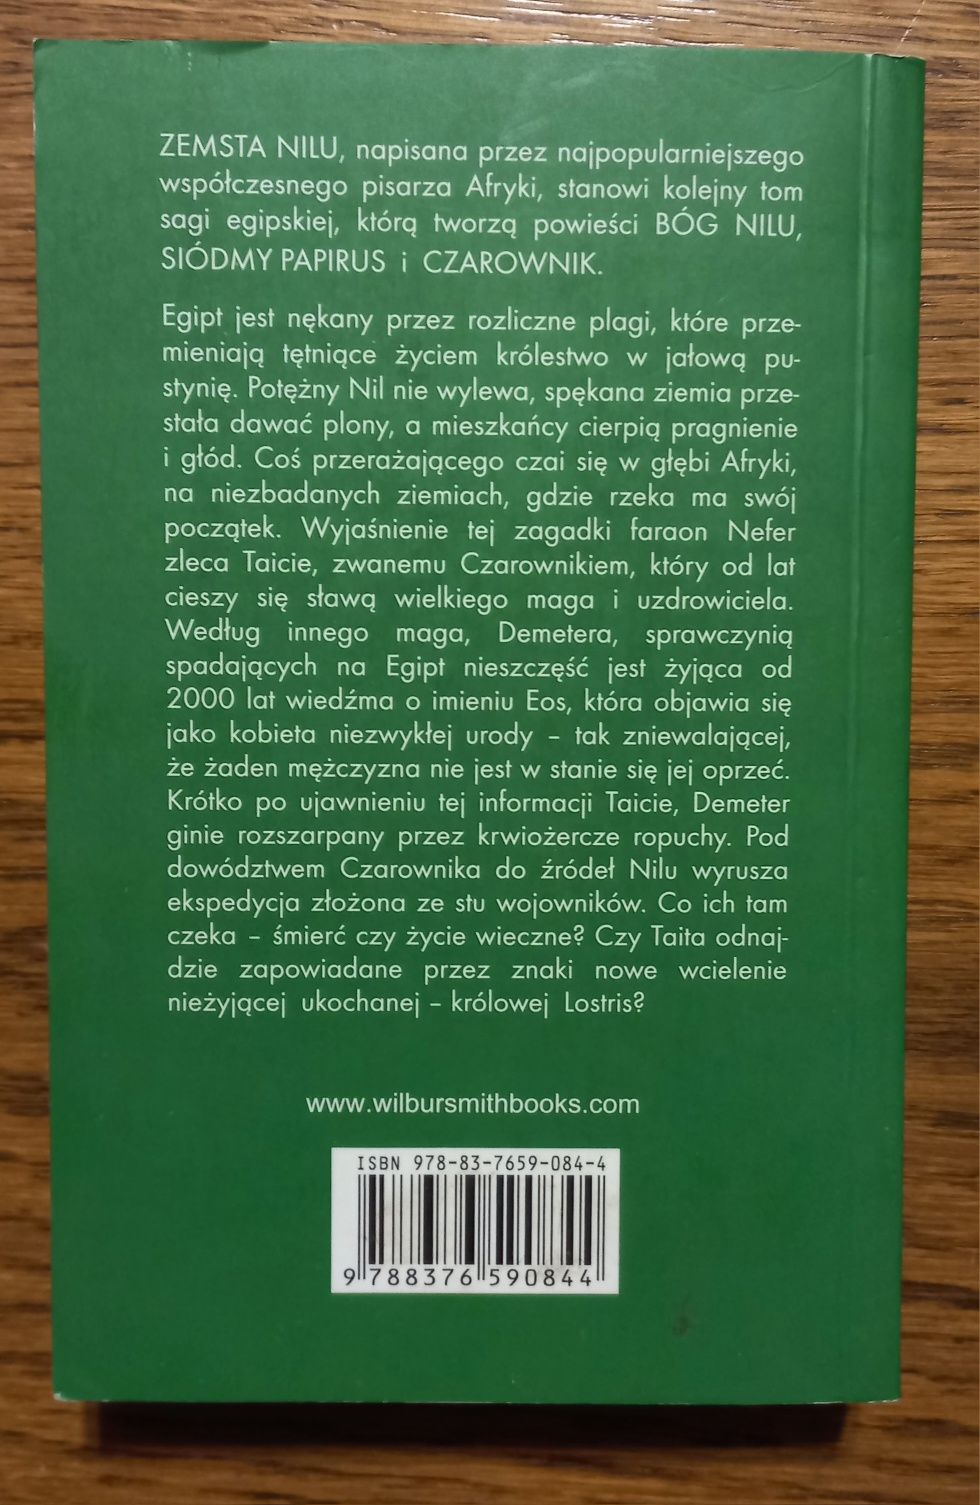 ZEMSTA NILU, napisana przez najpopularniejszego
współczesnego pisarza Afryki, stanowi kolejny tom
sagi egipskiej, którą tworzą powieści BÓG NILU,
SIÓDMY PAPIRUS i CZAROWNIK.
Egipt jest nękany przez rozliczne plagi, które prze-
mieniają tętniące życiem królestwo w jałową pu-
stynię. Potężny Nil nie wylewa, spękana ziemia prze-
stała dawać plony, a mieszkańcy cierpią pragnienie
i głód. Coś przerażającego czai się w głębi Afryki,
na niezbadanych ziemiach, gdzie rzeka ma swój
początek. Wyjaśnienie tej zagadki faraon Nefer
zleca Taicie, zwanemu Czarownikiem, który od lat
cieszy się sławą wielkiego maga i uzdrowiciela.
Według innego maga, Demetera, sprawczynią
spadających na Egipt nieszczęść jest żyjąca od
2000 lat wiedźma o imieniu Eos, która objawia się
jako kobieta niezwykłej urody – tak zniewalającej,
że żaden mężczyzna nie jest w stanie się jej oprzeć.
Krótko po ujawnieniu tej informacji Taicie, Demeter
ginie rozszarpany przez krwiożercze ropuchy. Pod
dowództwem Czarownika do źródeł Nilu wyrusza
ekspedycja złożona ze stu wojowników. Co ich tam
czeka – śmierć czy życie wieczne? Czy Taita odnaj-
dzie zapowiadane przez znaki nowe wcielenie
nieżyjącej ukochanej – królowej Lostris?
www.wilbursmithbooks.com
ISBN 978-83-7659-084-4
9 788376 590844